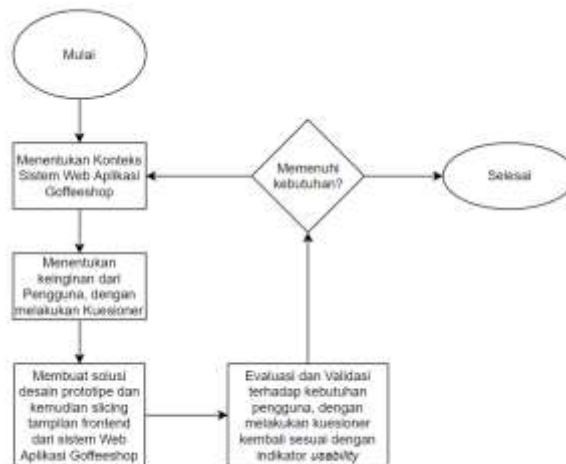 Mulai
Menentukan Konteks
Sistem Web Aplikasi
Goffeeshop
Menentukan
keinginan dari
Pengguna, dengan
melakukan Kuesioner
Membuat solusi
desain prototipe dan
kemudian slicing
tampilan frontend
dari sistem Web
Aplikasi Goffeeshop
Evaluasi dan Validasi
terhadap kebutuhan
pengguna, dengan
melakukan kuesioner
kembali sesuai dengan
indikator usability
Memenuhi
kebutuhan?
Selesai